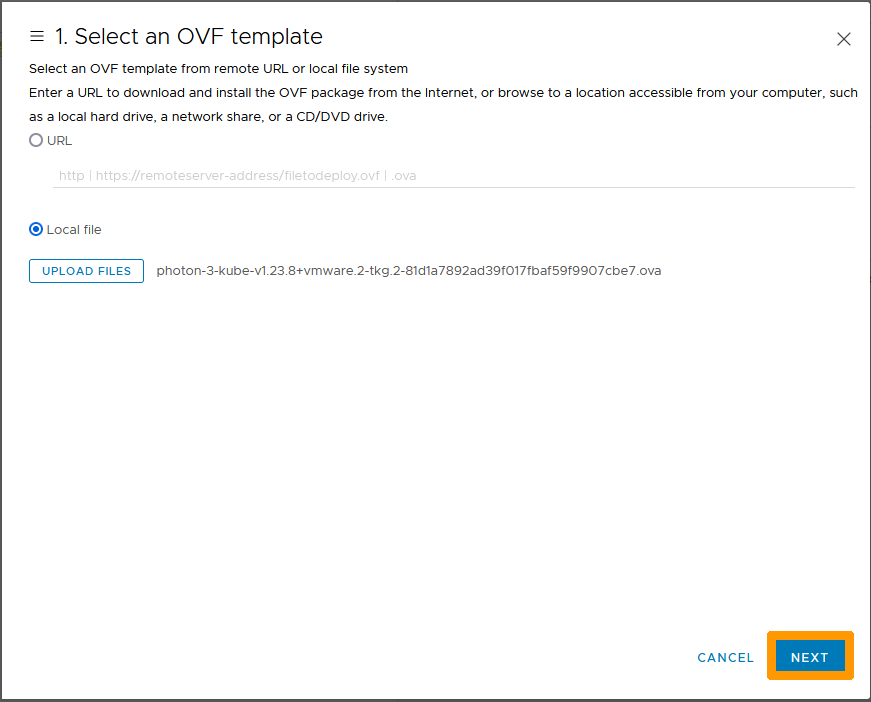 1. Select an OVF template
Select an OVF template from remote URL or local file system
Enter a URL to download and install the OVF package from the Internet, or browse to a location accessible from your computer, such
as a local hard drive, a network share, or a CD/DVD drive.
URL
http | https://remoteserver-address/filetodeploy.ovf | .ova
Local file
UPLOAD FILES photon-3-kube-v1.23.8+vmware.2-tkg.2-81d1a7892ad39f017fbaf59f9907cbe7.ova
CANCEL NEXT